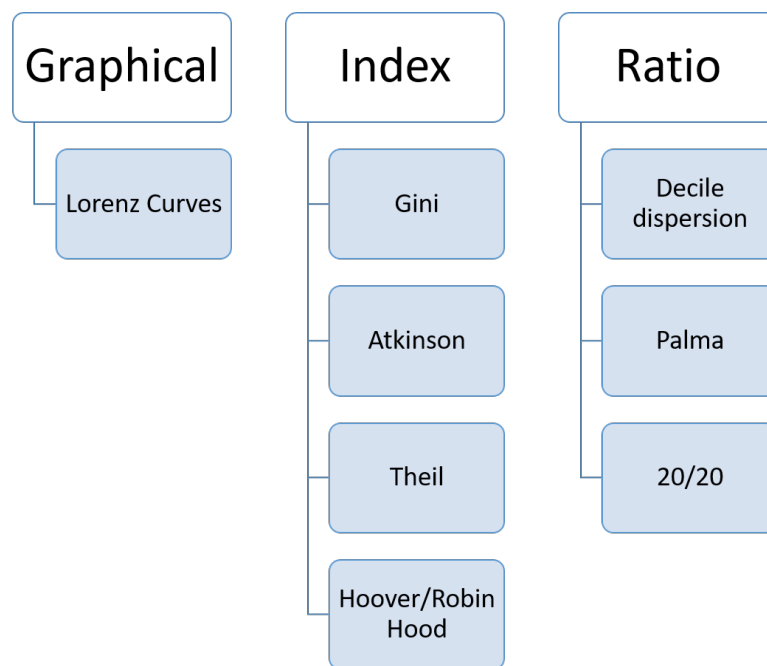 Graphical
Lorenz Curves
Index
Gini
Atkinson
Theil
Hoover/Robin
Hood
Ratio
Decile
dispersion
Palma
20/20